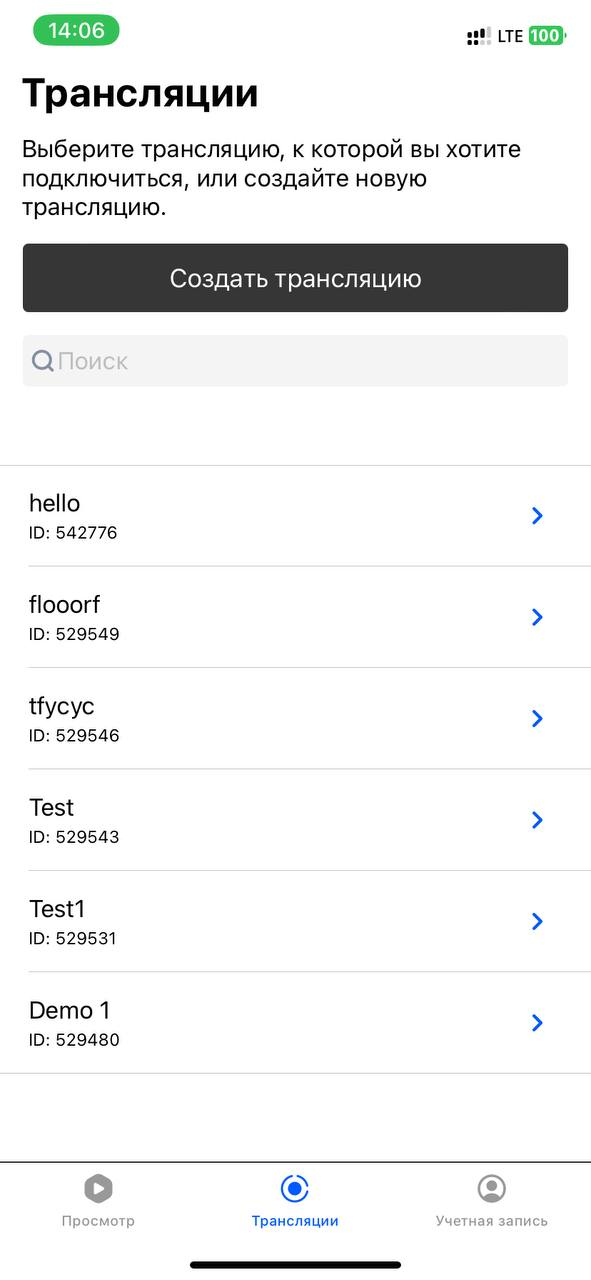 14:06
LTE 100
Трансляции
Выберите трансляцию, к которой вы хотите
подключиться, или создайте новую
трансляцию.
Создать трансляцию
Поиск
hello
ID: 542776
flooorf
ID: 529549
tfycyc
ID: 529546
Test
ID: 529543
Test1
ID: 529531
Demo 1
ID: 529480
Просмотр
Трансляции
Учетная запись